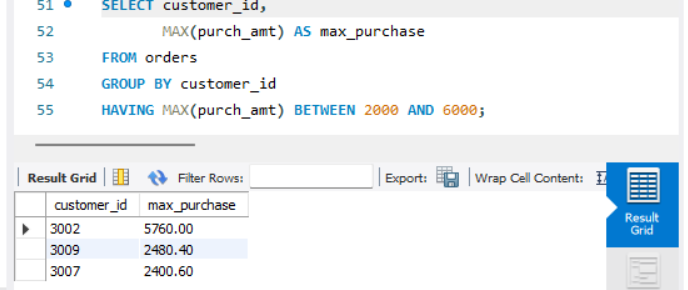 51 SELECT customer_id,
52 MAX(purch_amt) AS max_purchase
53 FROM orders
54 GROUP BY customer_id
55 HAVING MAX(purch_amt) BETWEEN 2000 AND 6000;
Result Grid Filter Rows: Export: Wrap Cell Content:
customer_id max_purchase
3002 5760.00
3009 2480.40
3007 2400.60
Result
Grid